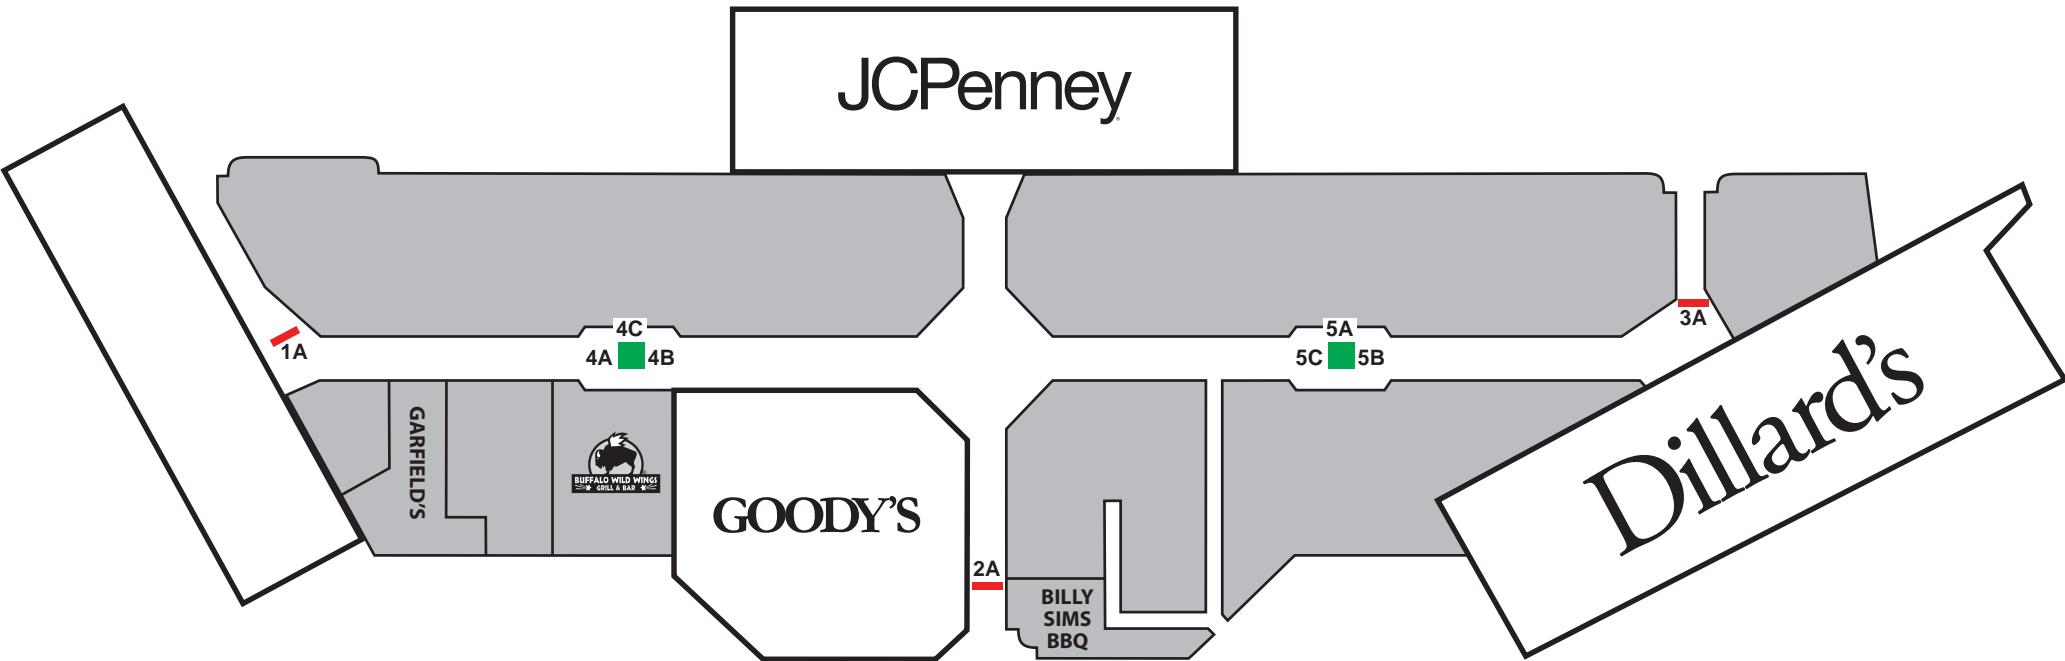 JCPenney
4C
5A
3A
1A
4A
4B
5C
5B
GARFIELD'S
BUFFALO WILD WINGS
GRILL & BAR
GOODY'S
Dillard's
2A
BILLY
SIMS
BBQ